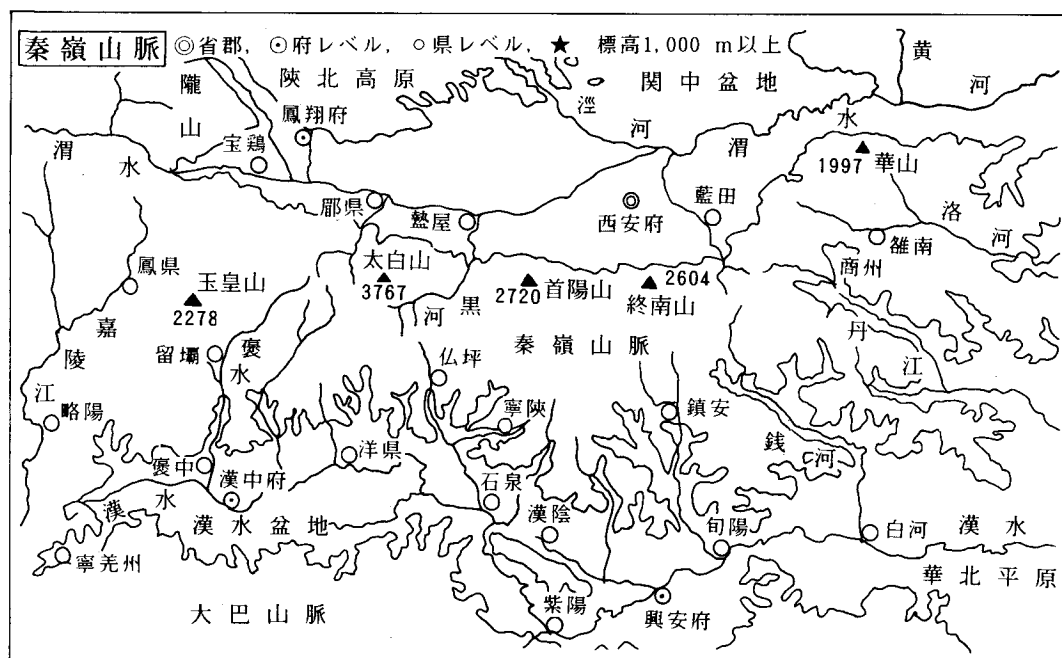 秦嶺山脈 ◎省郡，⊙府レベル，○県レベル，★ 標高1,000 m以上
隴山
陝北高原
関中盆地
黄河
鳳翔府
涇河
渭水
宝鶏
渭水
1997 華山
郿県
盩屋
西安府
藍田
洛河
雒南
鳳県
玉皇山
2278
太白山
3767
2720 首陽山
2604
終南山
商州
嘉陵江
留壩
褒水
黒河
秦嶺山脈
丹江
仏坪
略陽
寧陝
鎮安
褒中
漢中府
洋県
銭河
漢水
漢水盆地
石泉
漢陰
旬陽
白河
漢水
寧羌州
華北平原
大巴山脈
紫陽
興安府